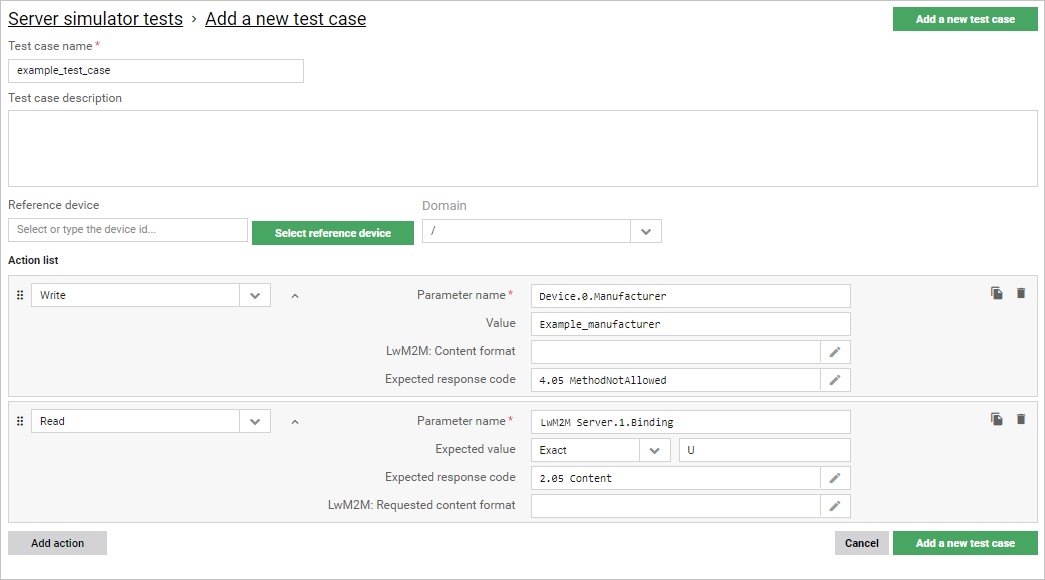 Server simulator tests › Add a new test case
Add a new test case
Test case name *
example_test_case
Test case description
Reference device
Domain
Select or type the device id...
Select reference device
/
Action list
Write
Parameter name *
Device.0.Manufacturer
Value
Example_manufacturer
LwM2M: Content format
Expected response code
4.05 MethodNotAllowed
Read
Parameter name *
LwM2M Server.1.Binding
Expected value
Exact
U
Expected response code
2.05 Content
LwM2M: Requested content format
Add action
Cancel
Add a new test case